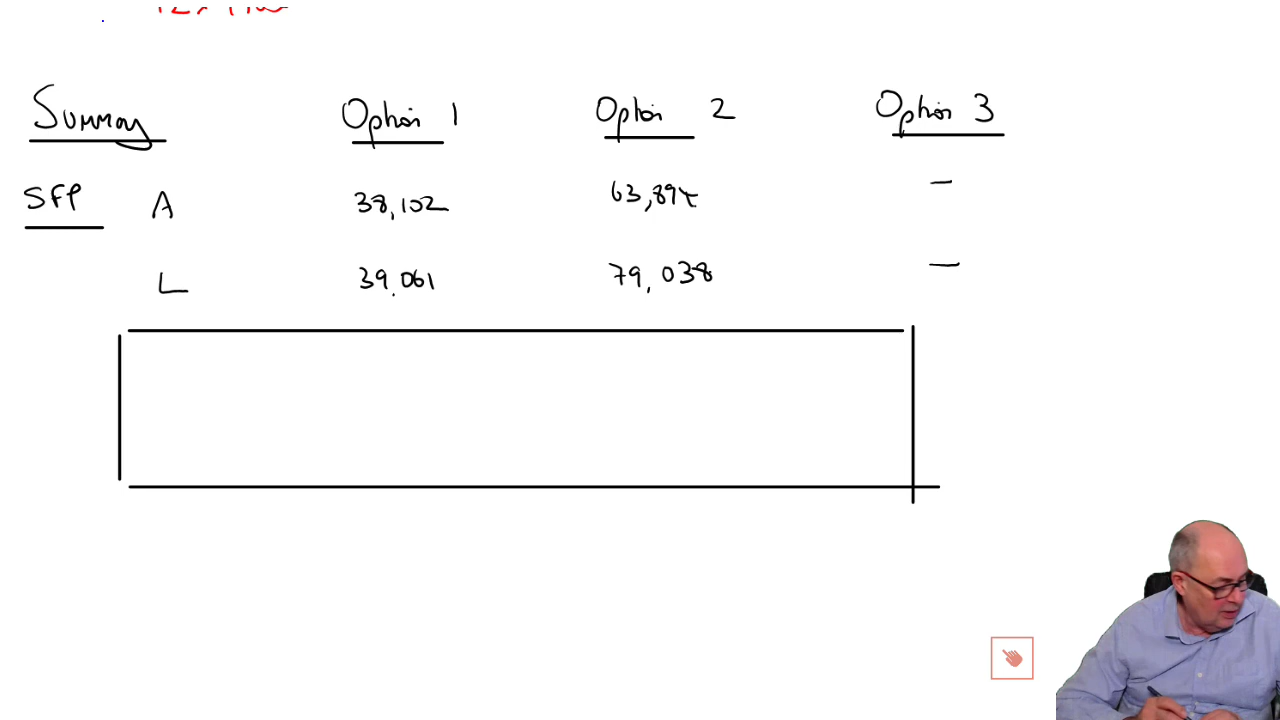 Summary Option 1 Option 2 Option 3
SFP A 38,102 63,894 –
L 39,061 79,038 –